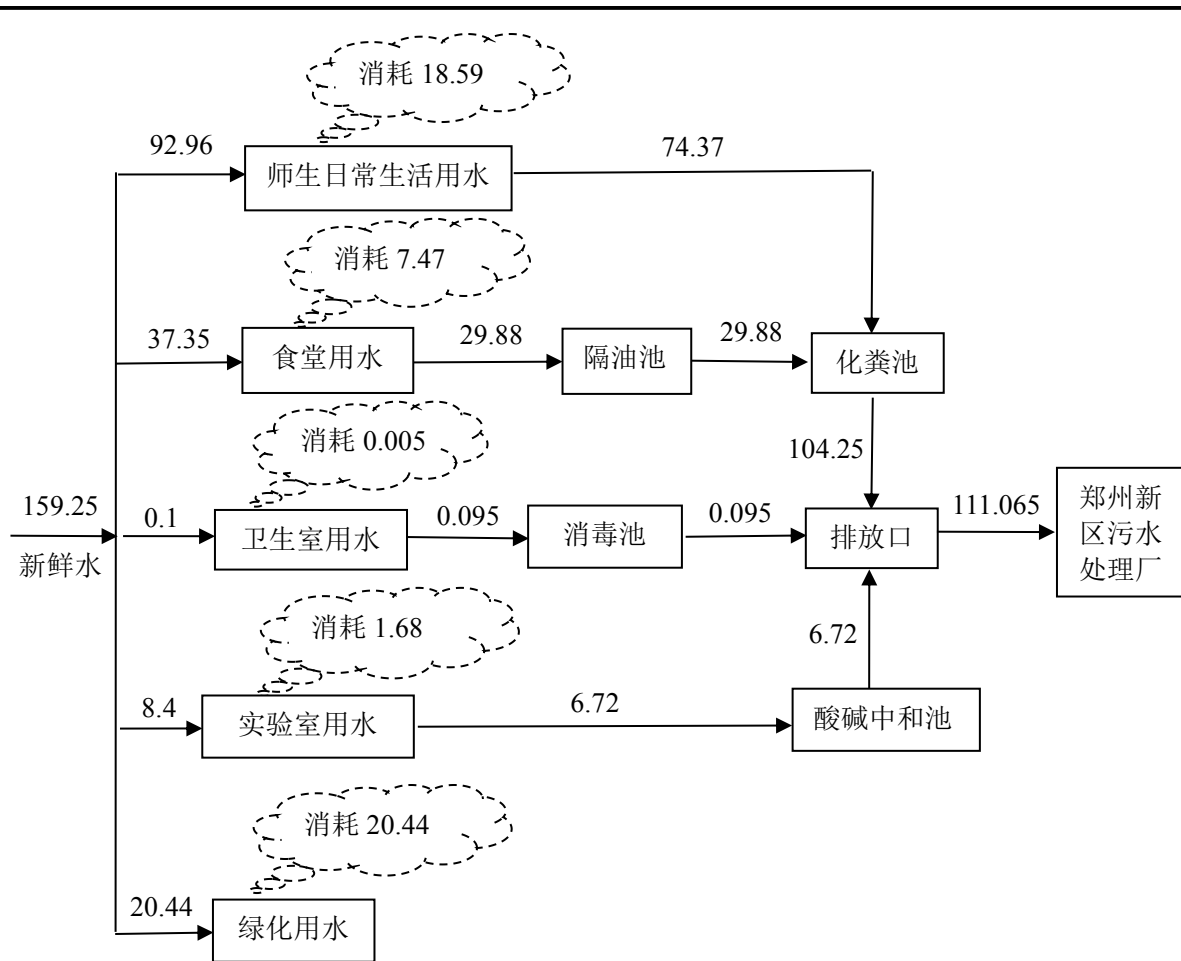 消耗 18.59
92.96
师生日常生活用水
74.37
消耗 7.47
37.35
食堂用水
29.88
隔油池
29.88
化粪池
消耗 0.005
104.25
159.25
新鲜水
0.1
卫生室用水
0.095
消毒池
0.095
排放口
111.065
郑州新
区污水
处理厂
消耗 1.68
6.72
8.4
实验室用水
6.72
酸碱中和池
消耗 20.44
20.44
绿化用水